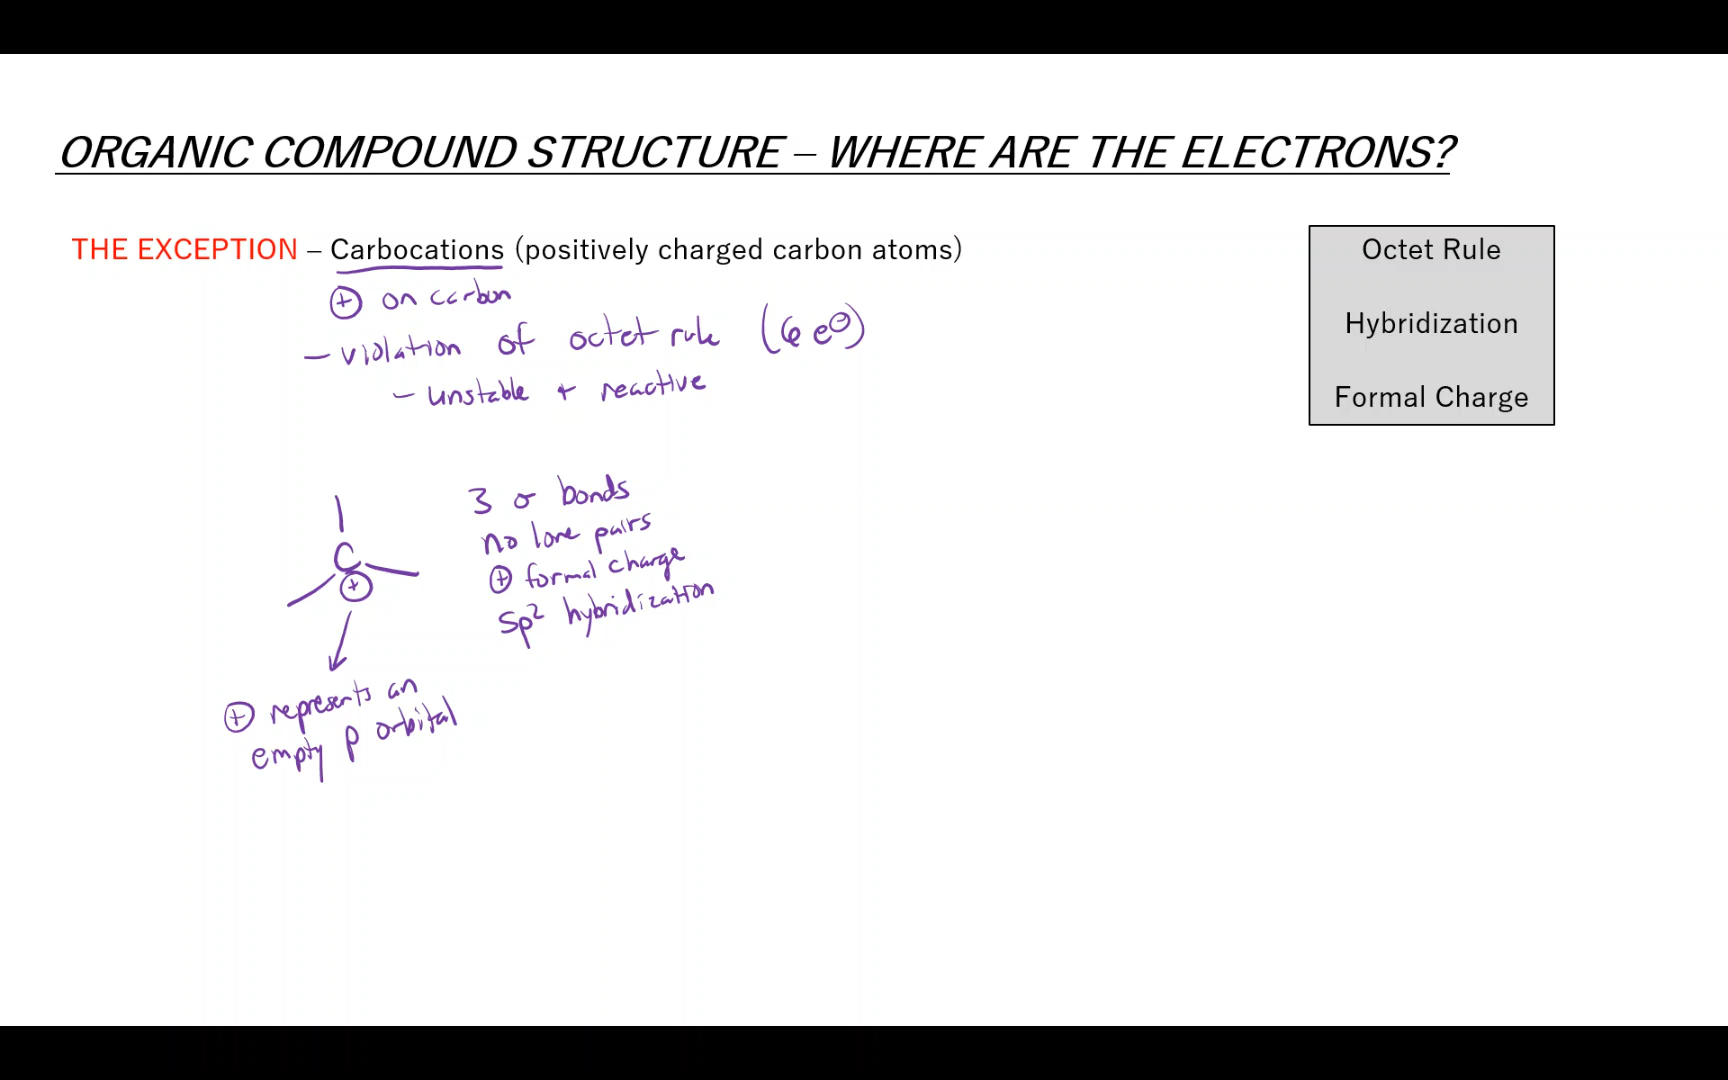 ORGANIC COMPOUND STRUCTURE – WHERE ARE THE ELECTRONS?
THE EXCEPTION – Carbocations (positively charged carbon atoms)
⊕ on carbon
– violation of octet rule (6 e⊖)
– unstable + reactive
Octet Rule
Hybridization
Formal Charge
C
⊕
3 σ bonds
no lone pairs
⊕ formal charge
sp² hybridization
⊕ represents an
empty p orbital